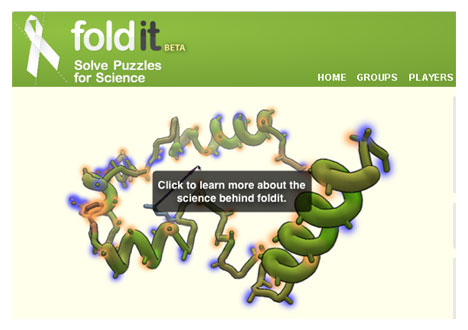 foldit
BETA
Solve Puzzles
for Science
HOME GROUPS PLAYERS
Click to learn more about the
science behind foldit.